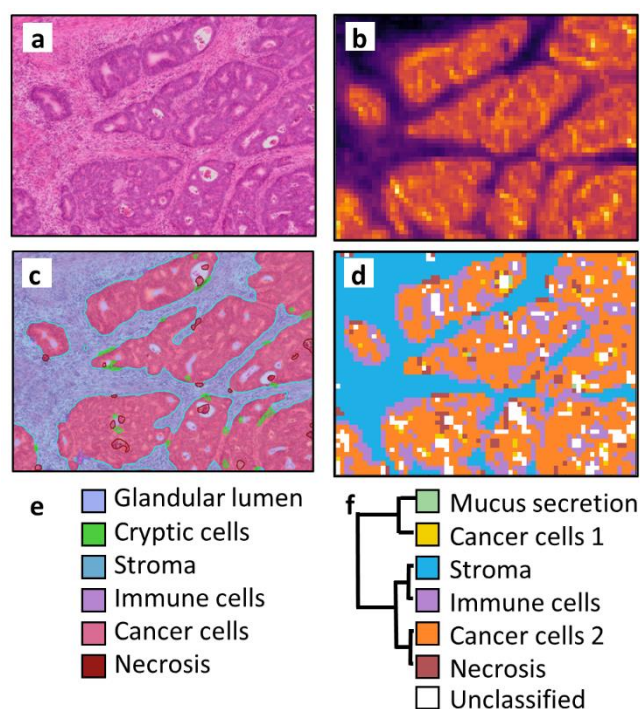 a
b
c
d
e
Glandular lumen
Cryptic cells
Stroma
Immune cells
Cancer cells
Necrosis
f
Mucus secretion
Cancer cells 1
Stroma
Immune cells
Cancer cells 2
Necrosis
Unclassified